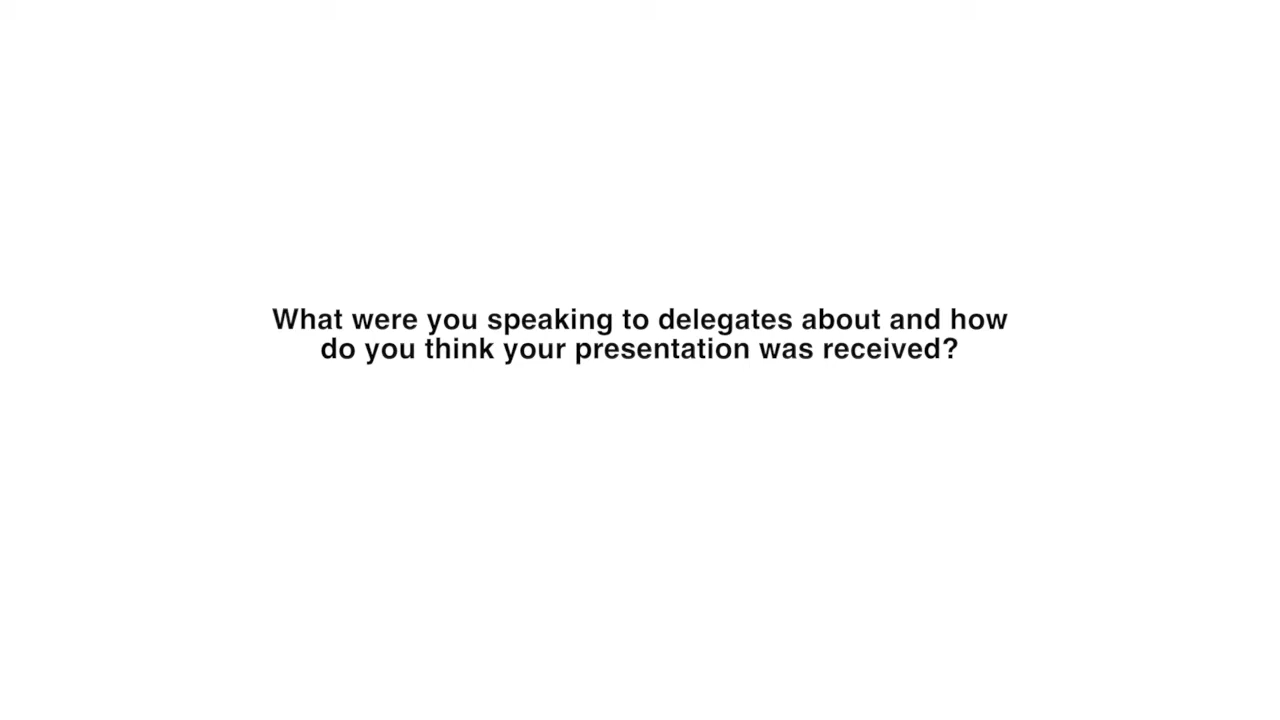 What were you speaking to delegates about and how
do you think your presentation was received?